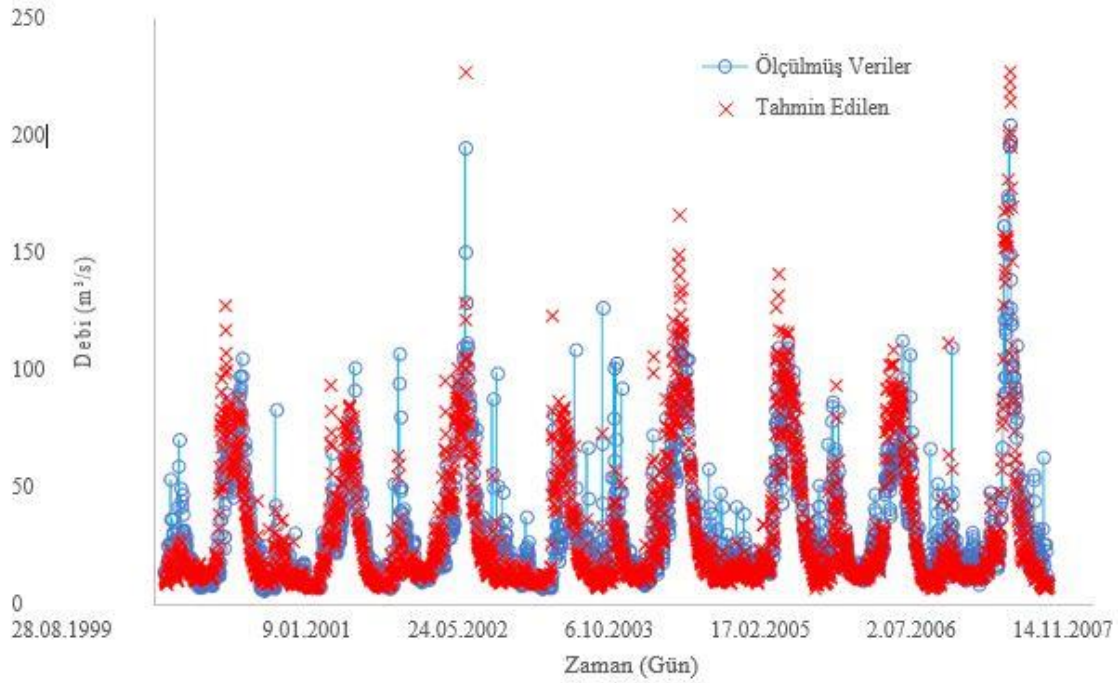 250
200
150
100
50
0
Debi (m³/s)
Ölçülmüş Veriler
Tahmin Edilen
28.08.1999 9.01.2001 24.05.2002 6.10.2003 17.02.2005 2.07.2006 14.11.2007
Zaman (Gün)